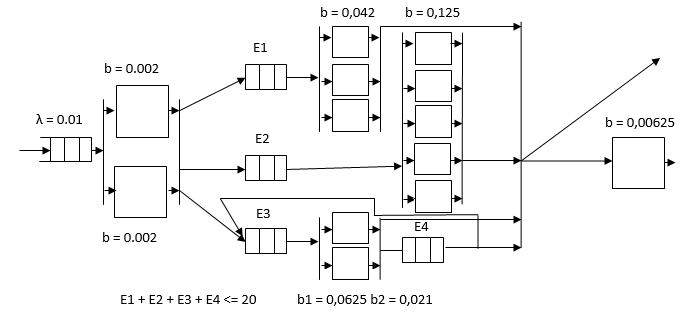 b = 0,042
b = 0,125
E1
b = 0.002
λ = 0.01
b = 0,00625
E2
E3
E4
b = 0.002
E1 + E2 + E3 + E4 <= 20
b1 = 0,0625 b2 = 0,021